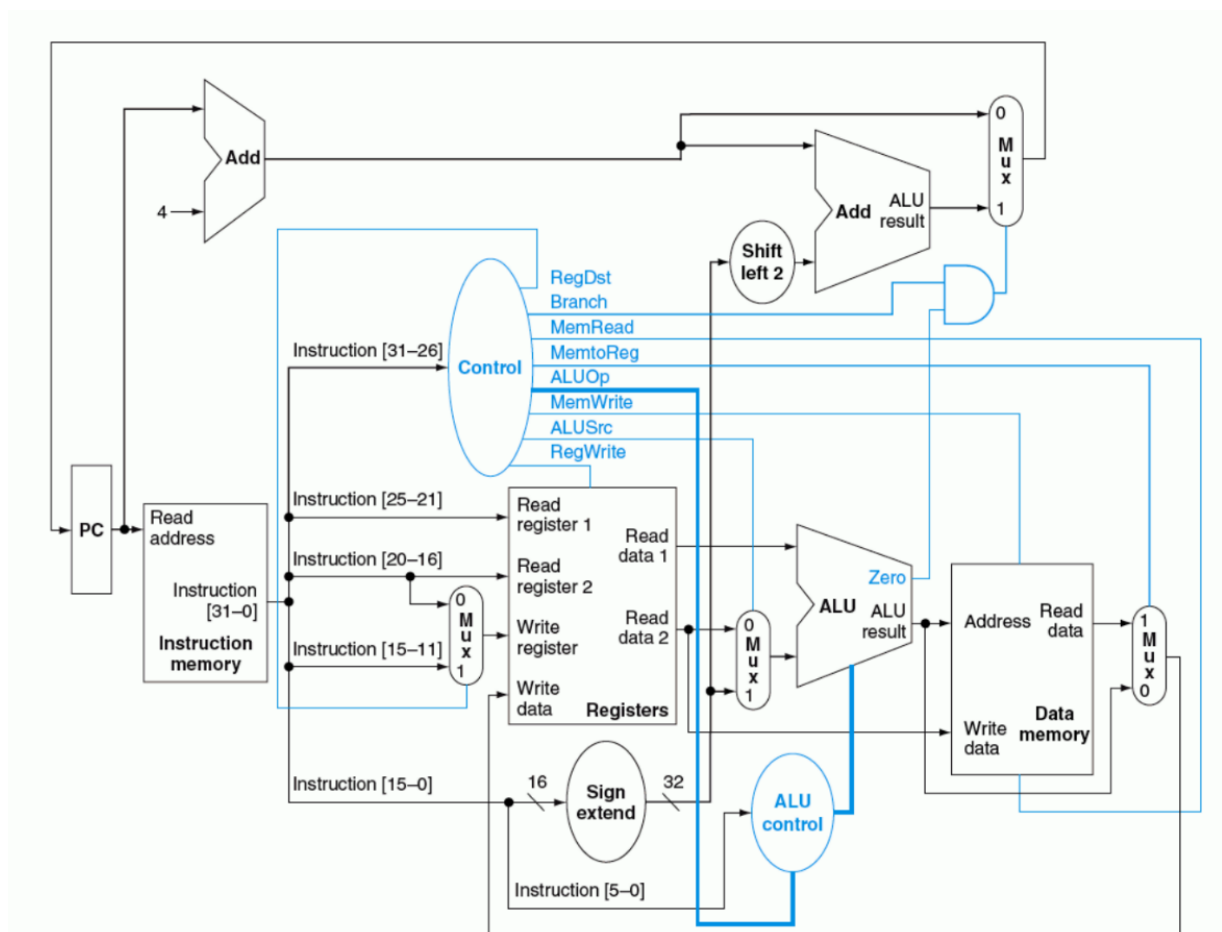 0
M
u
x
1
Add
4
Add
ALU
result
Shift
left 2
RegDst
Branch
MemRead
MemtoReg
ALUOp
MemWrite
ALUSrc
RegWrite
Control
Instruction [31–26]
Instruction [25–21]
Instruction [20–16]
Instruction [15–11]
Instruction [15–0]
Instruction [5–0]
PC
Read
address
Instruction
[31–0]
Instruction
memory
0
M
u
x
1
Read
register 1
Read
register 2
Write
register
Write
data
Read
data 1
Read
data 2
Registers
0
M
u
x
1
Zero
ALU
ALU
result
Address
Read
data
Write
data
Data
memory
1
M
u
x
0
16
Sign
extend
32
ALU
control